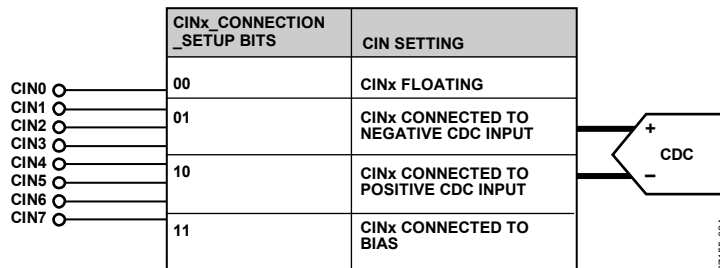 CINx_CONNECTION
_SETUP BITS
CIN SETTING
CIN0
CIN1
CIN2
CIN3
CIN4
CIN5
CIN6
CIN7
00
CINx FLOATING
01
CINx CONNECTED TO
NEGATIVE CDC INPUT
10
CINx CONNECTED TO
POSITIVE CDC INPUT
11
CINx CONNECTED TO
BIAS
+
CDC
–